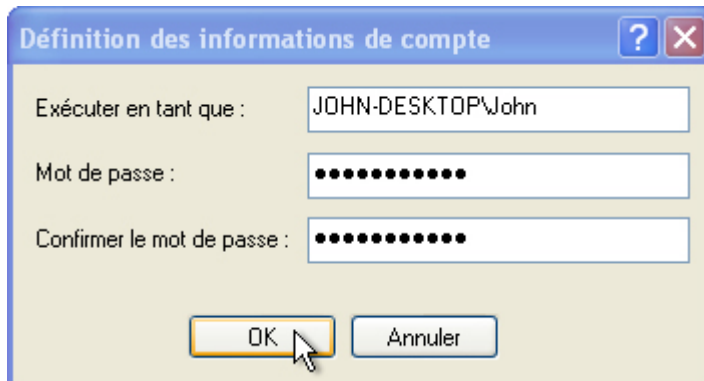 Définition des informations de compte
Exécuter en tant que : JOHN-DESKTOP\John
Mot de passe : ●●●●●●●●●●●
Confirmer le mot de passe : ●●●●●●●●●●●
OK Annuler